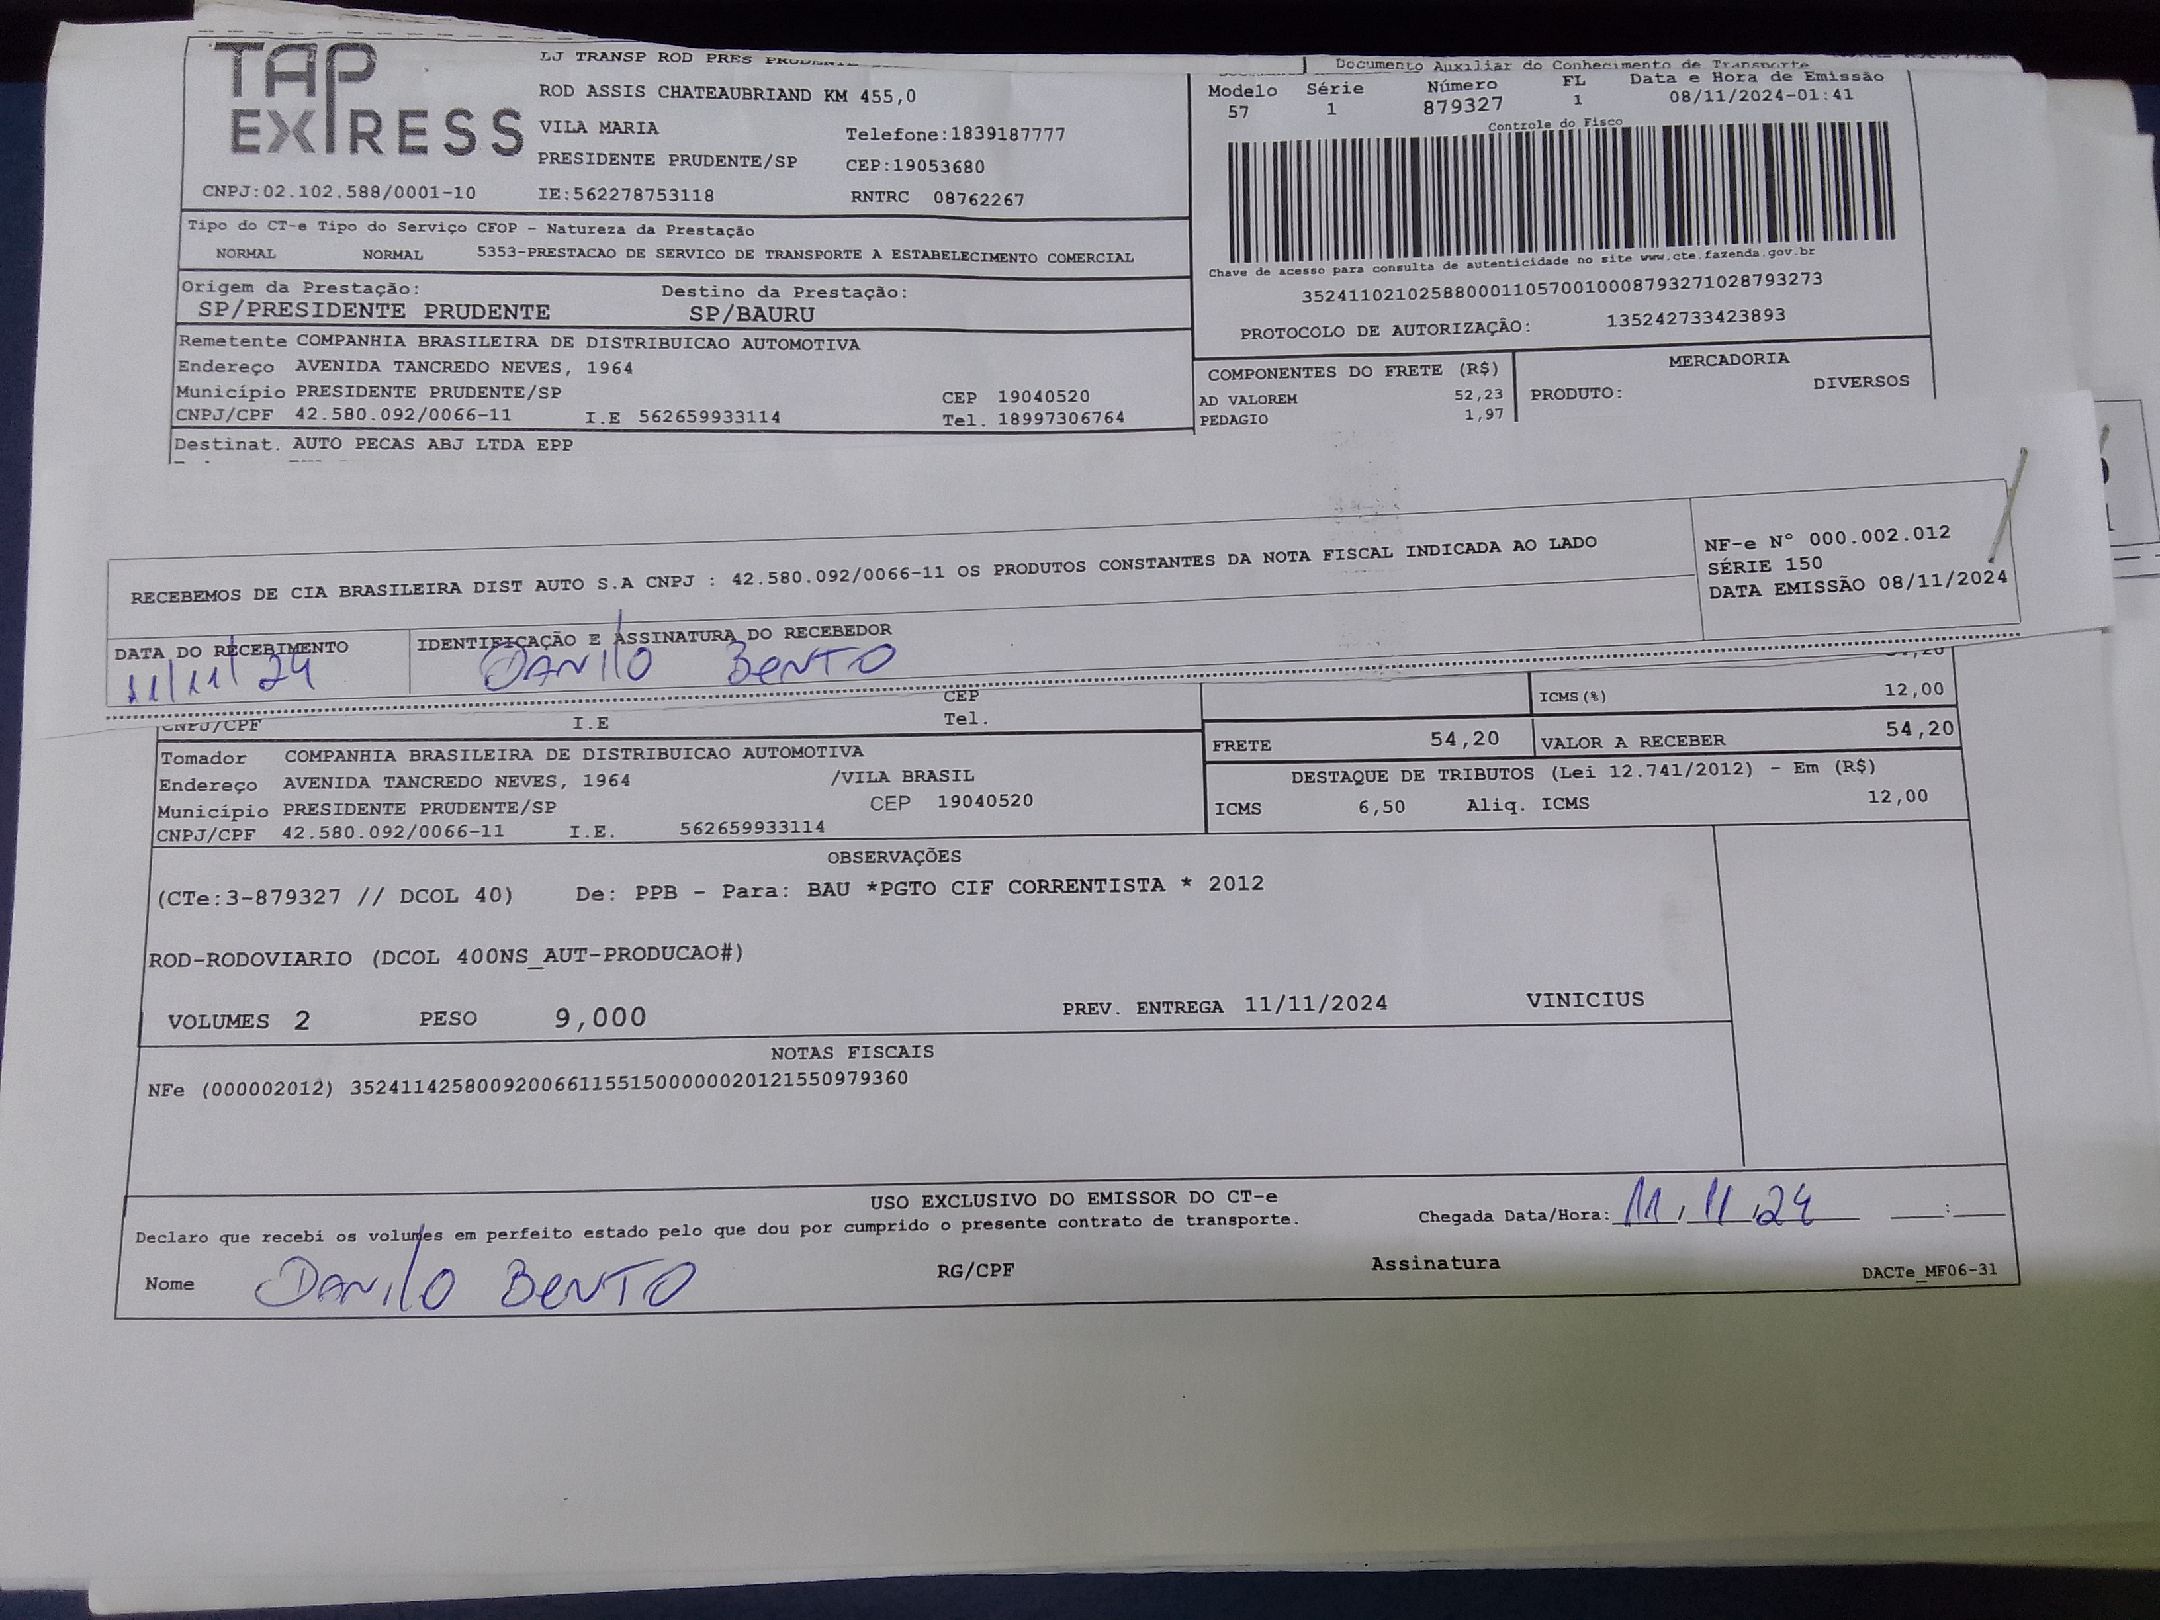 TAP EXPRESS
LJ TRANSP ROD PRES PRUDENTE
ROD ASSIS CHATEAUBRIAND KM 455,0
VILA MARIA Telefone:1839187777
PRESIDENTE PRUDENTE/SP CEP:19053680
CNPJ:02.102.588/0001-10 IE:562278753118 RNTRC 08762267
Documento Auxiliar do Conhecimento de Transporte
Modelo Série Número FL Data e Hora de Emissão
57 1 879327 1 08/11/2024-01:41
Controle do Fisco
Chave de acesso para consulta de autenticidade no site www.cte.fazenda.gov.br
35241102102588000110570010008793271028793273
PROTOCOLO DE AUTORIZAÇÃO: 135242733423893
Tipo do CT-e Tipo do Serviço CFOP - Natureza da Prestação
NORMAL NORMAL 5353-PRESTACAO DE SERVICO DE TRANSPORTE A ESTABELECIMENTO COMERCIAL
Origem da Prestação: Destino da Prestação:
SP/PRESIDENTE PRUDENTE SP/BAURU
Remetente COMPANHIA BRASILEIRA DE DISTRIBUICAO AUTOMOTIVA
Endereço AVENIDA TANCREDO NEVES, 1964
Município PRESIDENTE PRUDENTE/SP CEP 19040520
CNPJ/CPF 42.580.092/0066-11 I.E 562659933114 Tel. 18997306764
Destinat. AUTO PECAS ABJ LTDA EPP
COMPONENTES DO FRETE (R$) MERCADORIA
AD VALOREM 52,23 PRODUTO: DIVERSOS
PEDAGIO 1,97
RECEBEMOS DE CIA BRASILEIRA DIST AUTO S.A CNPJ : 42.580.092/0066-11 OS PRODUTOS CONSTANTES DA NOTA FISCAL INDICADA AO LADO
NF-e N° 000.002.012
SÉRIE 150
DATA EMISSÃO 08/11/2024
DATA DO RECEBIMENTO IDENTIFICAÇÃO E ASSINATURA DO RECEBEDOR
11/11/24 DANILO BENTO
CEP
CNPJ/CPF I.E Tel.
ICMS(%) 12,00
FRETE 54,20 VALOR A RECEBER 54,20
Tomador COMPANHIA BRASILEIRA DE DISTRIBUICAO AUTOMOTIVA
Endereço AVENIDA TANCREDO NEVES, 1964 /VILA BRASIL
Município PRESIDENTE PRUDENTE/SP CEP 19040520
CNPJ/CPF 42.580.092/0066-11 I.E. 562659933114
DESTAQUE DE TRIBUTOS (Lei 12.741/2012) - Em (R$)
ICMS 6,50 Aliq. ICMS 12,00
OBSERVAÇÕES
(CTe:3-879327 // DCOL 40) De: PPB - Para: BAU *PGTO CIF CORRENTISTA * 2012
ROD-RODOVIARIO (DCOL 400NS_AUT-PRODUCAO#)
VOLUMES 2 PESO 9,000 PREV. ENTREGA 11/11/2024 VINICIUS
NOTAS FISCAIS
NFe (000002012) 35241142580092006611551500000020121550979360
USO EXCLUSIVO DO EMISSOR DO CT-e
Declaro que recebi os volumes em perfeito estado pelo que dou por cumprido o presente contrato de transporte. Chegada Data/Hora: 11/11/24 :
Nome DANILO BENTO RG/CPF Assinatura
DACTe_MF06-31